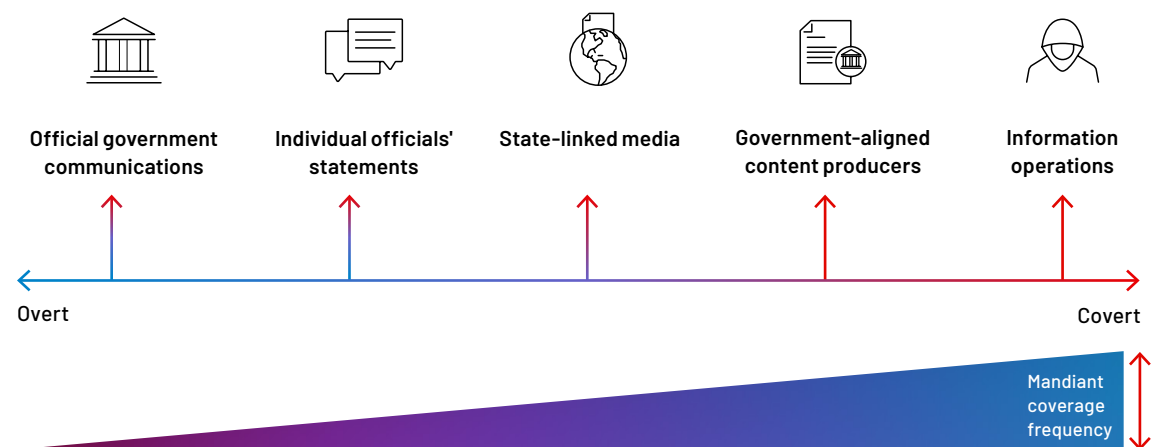 Official government
communications
Individual officials'
statements
State-linked media
Government-aligned
content producers
Information
operations
Overt
Covert
Mandiant
coverage
frequency